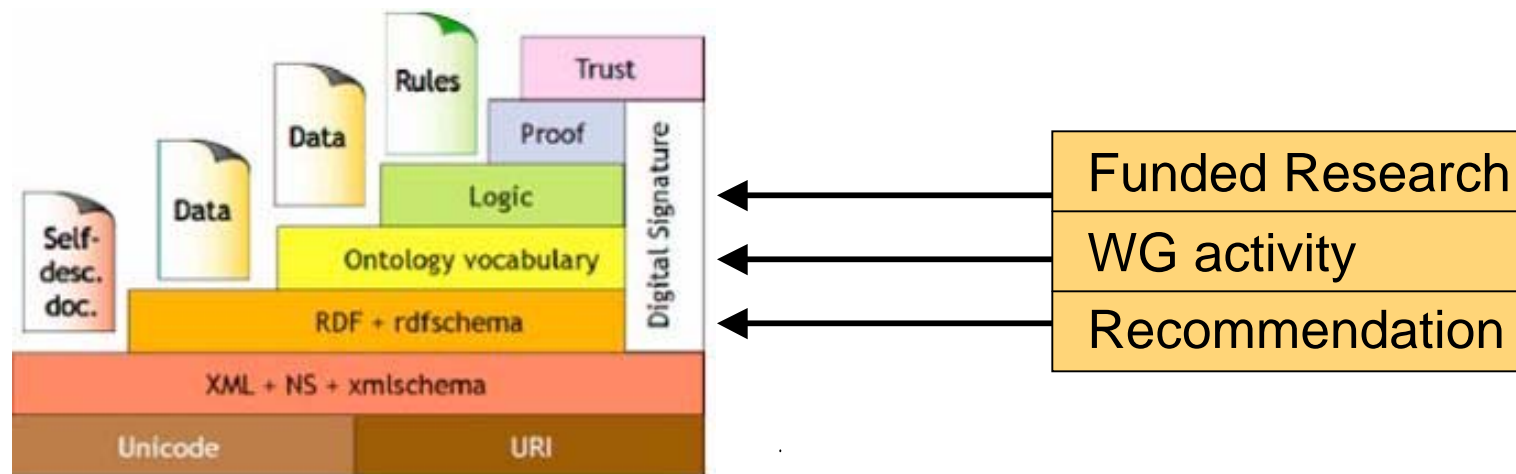 Trust
Rules
Proof
Data
Logic
Digital Signature
Data
Self-
desc.
doc.
Ontology vocabulary
RDF + rdfschema
XML + NS + xmlschema
Unicode
URI
Funded Research
WG activity
Recommendation